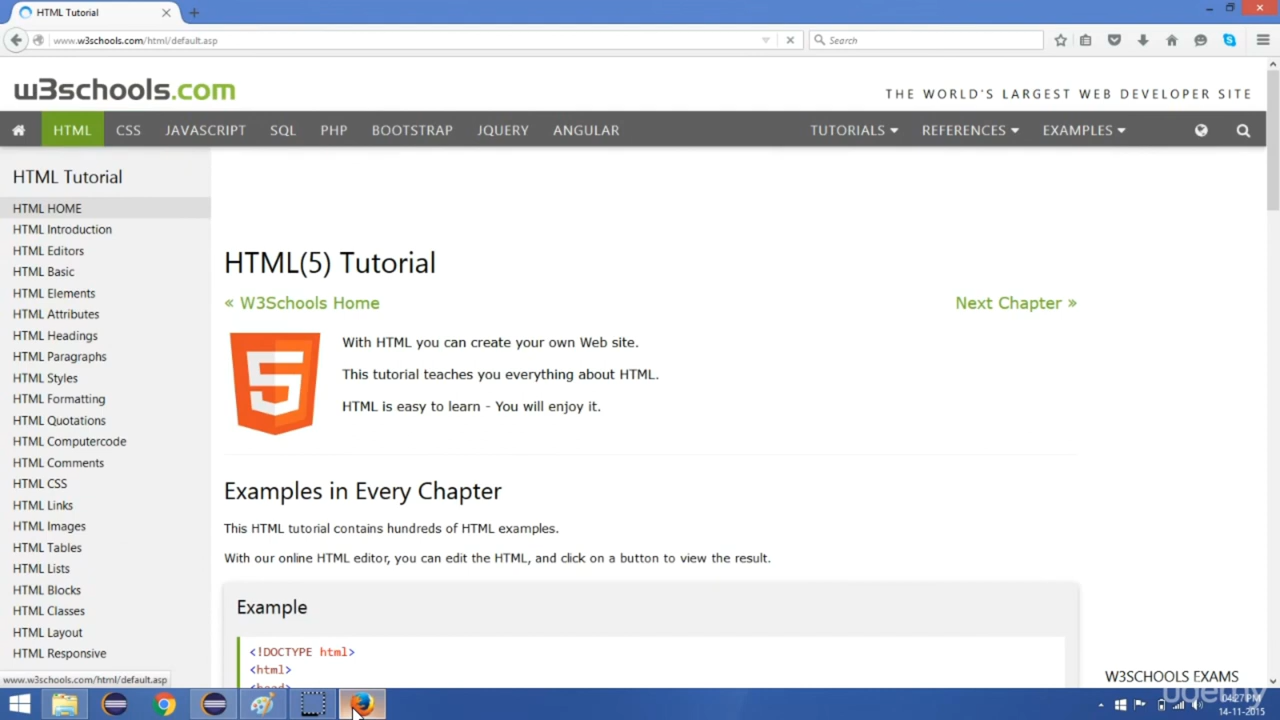 HTML Tutorial
www.w3schools.com/html/default.asp
Search
w3schools.com
THE WORLD'S LARGEST WEB DEVELOPER SITE
HTML CSS JAVASCRIPT SQL PHP BOOTSTRAP JQUERY ANGULAR TUTORIALS REFERENCES EXAMPLES
HTML Tutorial
HTML HOME
HTML Introduction
HTML Editors
HTML Basic
HTML Elements
HTML Attributes
HTML Headings
HTML Paragraphs
HTML Styles
HTML Formatting
HTML Quotations
HTML Computercode
HTML Comments
HTML CSS
HTML Links
HTML Images
HTML Tables
HTML Lists
HTML Blocks
HTML Classes
HTML Layout
HTML Responsive
HTML(5) Tutorial
« W3Schools Home
Next Chapter »
5
With HTML you can create your own Web site.
This tutorial teaches you everything about HTML.
HTML is easy to learn - You will enjoy it.
Examples in Every Chapter
This HTML tutorial contains hundreds of HTML examples.
With our online HTML editor, you can edit the HTML, and click on a button to view the result.
Example
<!DOCTYPE html>
<html>
<head>
W3SCHOOLS EXAMS
www.w3schools.com/html/default.asp
udemy
04:27 PM
14-11-2015